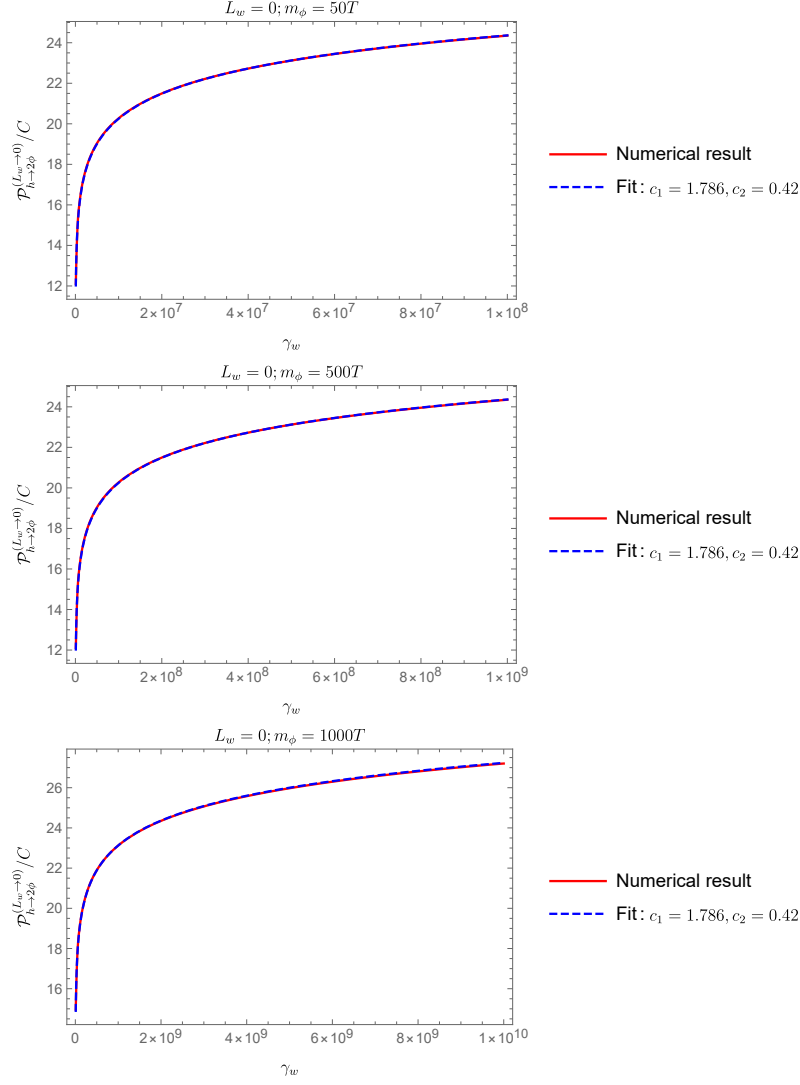 L_w = 0; m_ϕ = 50T
24
22
20
18
16
14
12
𝒫_{h→2ϕ}^{(L_w→0)}/C
0 2×10^7 4×10^7 6×10^7 8×10^7 1×10^8
γ_w
Numerical result
Fit: c_1 = 1.786, c_2 = 0.42
L_w = 0; m_ϕ = 500T
24
22
20
18
16
14
12
𝒫_{h→2ϕ}^{(L_w→0)}/C
0 2×10^8 4×10^8 6×10^8 8×10^8 1×10^9
γ_w
Numerical result
Fit: c_1 = 1.786, c_2 = 0.42
L_w = 0; m_ϕ = 1000T
26
24
22
20
18
16
𝒫_{h→2ϕ}^{(L_w→0)}/C
0 2×10^9 4×10^9 6×10^9 8×10^9 1×10^10
γ_w
Numerical result
Fit: c_1 = 1.786, c_2 = 0.42